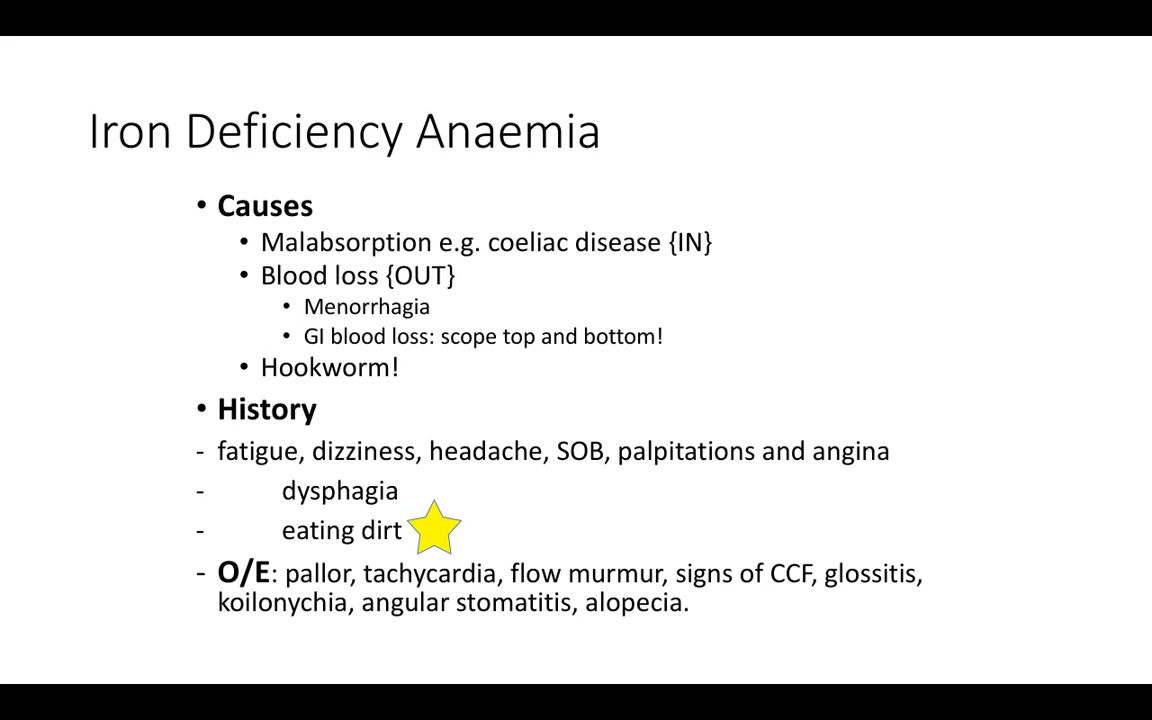 Iron Deficiency Anaemia
• Causes
• Malabsorption e.g. coeliac disease {IN}
• Blood loss {OUT}
• Menorrhagia
• GI blood loss: scope top and bottom!
• Hookworm!
• History
- fatigue, dizziness, headache, SOB, palpitations and angina
- dysphagia
- eating dirt
- O/E: pallor, tachycardia, flow murmur, signs of CCF, glossitis,
koilonychia, angular stomatitis, alopecia.